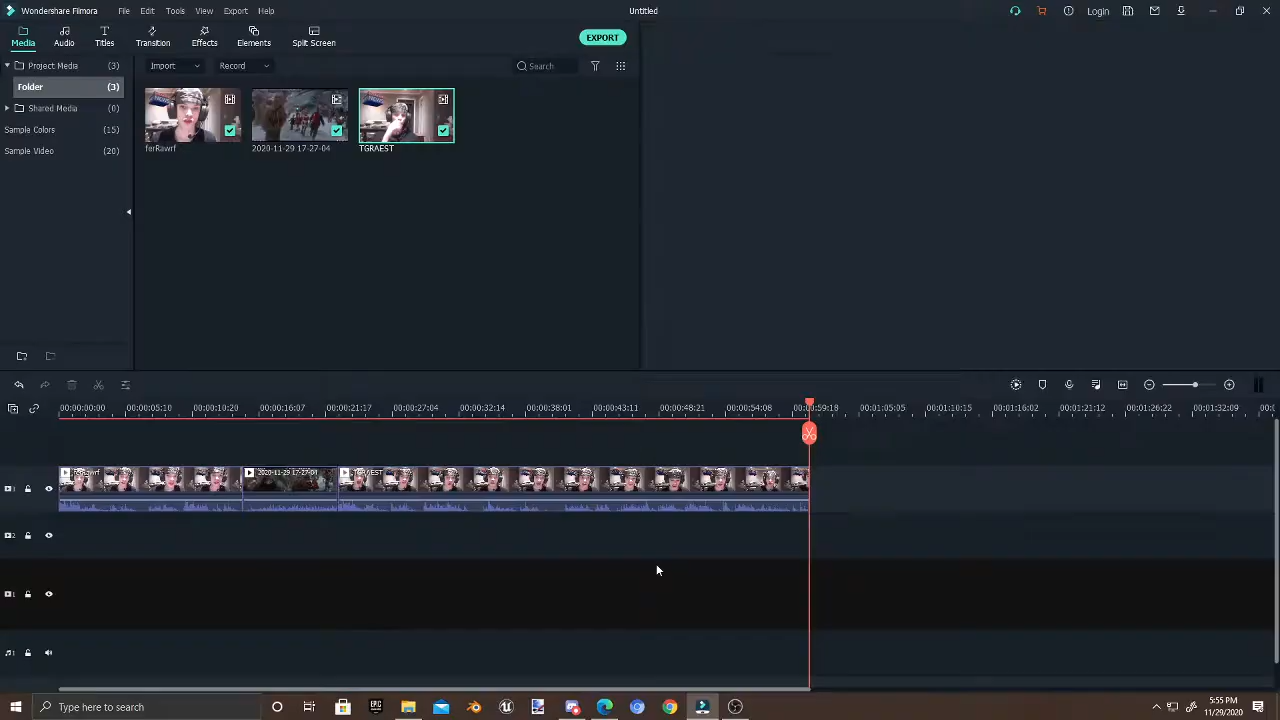 Wondershare Filmora File Edit Tools View Export Help Untitled Login
Media Audio Titles Transition Effects Elements Split Screen EXPORT
Project Media (3) Import Record Search
Folder (3)
Shared Media (0)
Sample Colors (15)
Sample Video (20)
ferRawrf 2020-11-29 17-27-04 TGRAEST
00:00:00:00 00:00:05:10 00:00:10:20 00:00:16:07 00:00:21:17 00:00:27:04 00:00:32:14 00:00:38:01 00:00:43:11 00:00:48:21 00:00:54:08 00:00:59:18 00:01:05:05 00:01:10:15 00:01:16:02 00:01:21:12 00:01:26:22 00:01:32:09
2020-11-29 17-27-04 TGRAEST
1
2
1
1
Type here to search
5:55 PM
11/29/2020